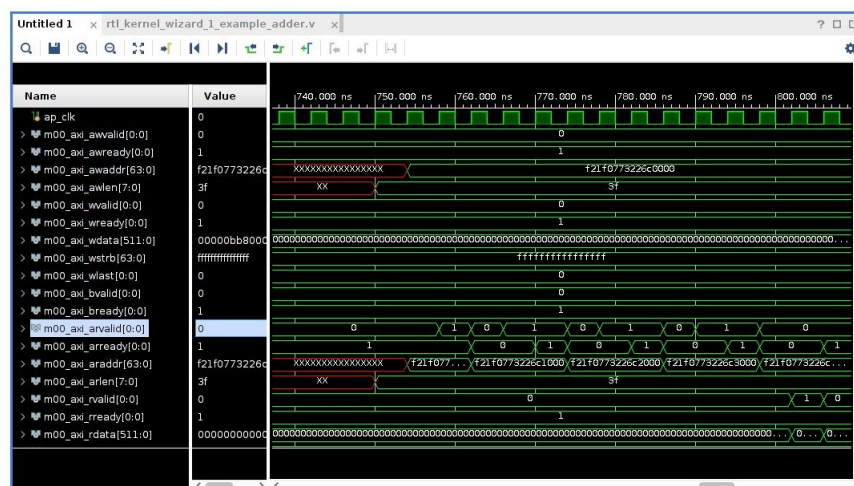 Untitled 1 × rtl_kernel_wizard_1_example_adder.v × ?
Name Value 740.000 ns 750.000 ns 760.000 ns 770.000 ns 780.000 ns 790.000 ns 800.000 ns
ap_clk 0
m00_axi_awvalid[0:0] 0 0
m00_axi_awready[0:0] 1 1
m00_axi_awaddr[63:0] f21f0773226c XXXXXXXXXXXXXXXX f21f0773226c0000
m00_axi_awlen[7:0] 3f XX 3f
m00_axi_wvalid[0:0] 0 0
m00_axi_wready[0:0] 1 1
m00_axi_wdata[511:0] 00000bb8000
m00_axi_wstrb[63:0] ffffffffffffffff ffffffffffffffff
m00_axi_wlast[0:0] 0 0
m00_axi_bvalid[0:0] 0 0
m00_axi_bready[0:0] 1 1
m00_axi_arvalid[0:0] 0 0 1 0 1 0 1 0 1 0
m00_axi_arready[0:0] 1 1 0 1 0 1 0 1 0 1
m00_axi_araddr[63:0] f21f0773226c XXXXXXXXXXXXXXXX f21f077... f21f0773226c1000 f21f0773226c2000 f21f0773226c3000 f21f0773226c...
m00_axi_arlen[7:0] 3f XX 3f
m00_axi_rvalid[0:0] 0 0 1 0
m00_axi_rready[0:0] 1 1
m00_axi_rdata[511:0] 00000000000 0... 0...